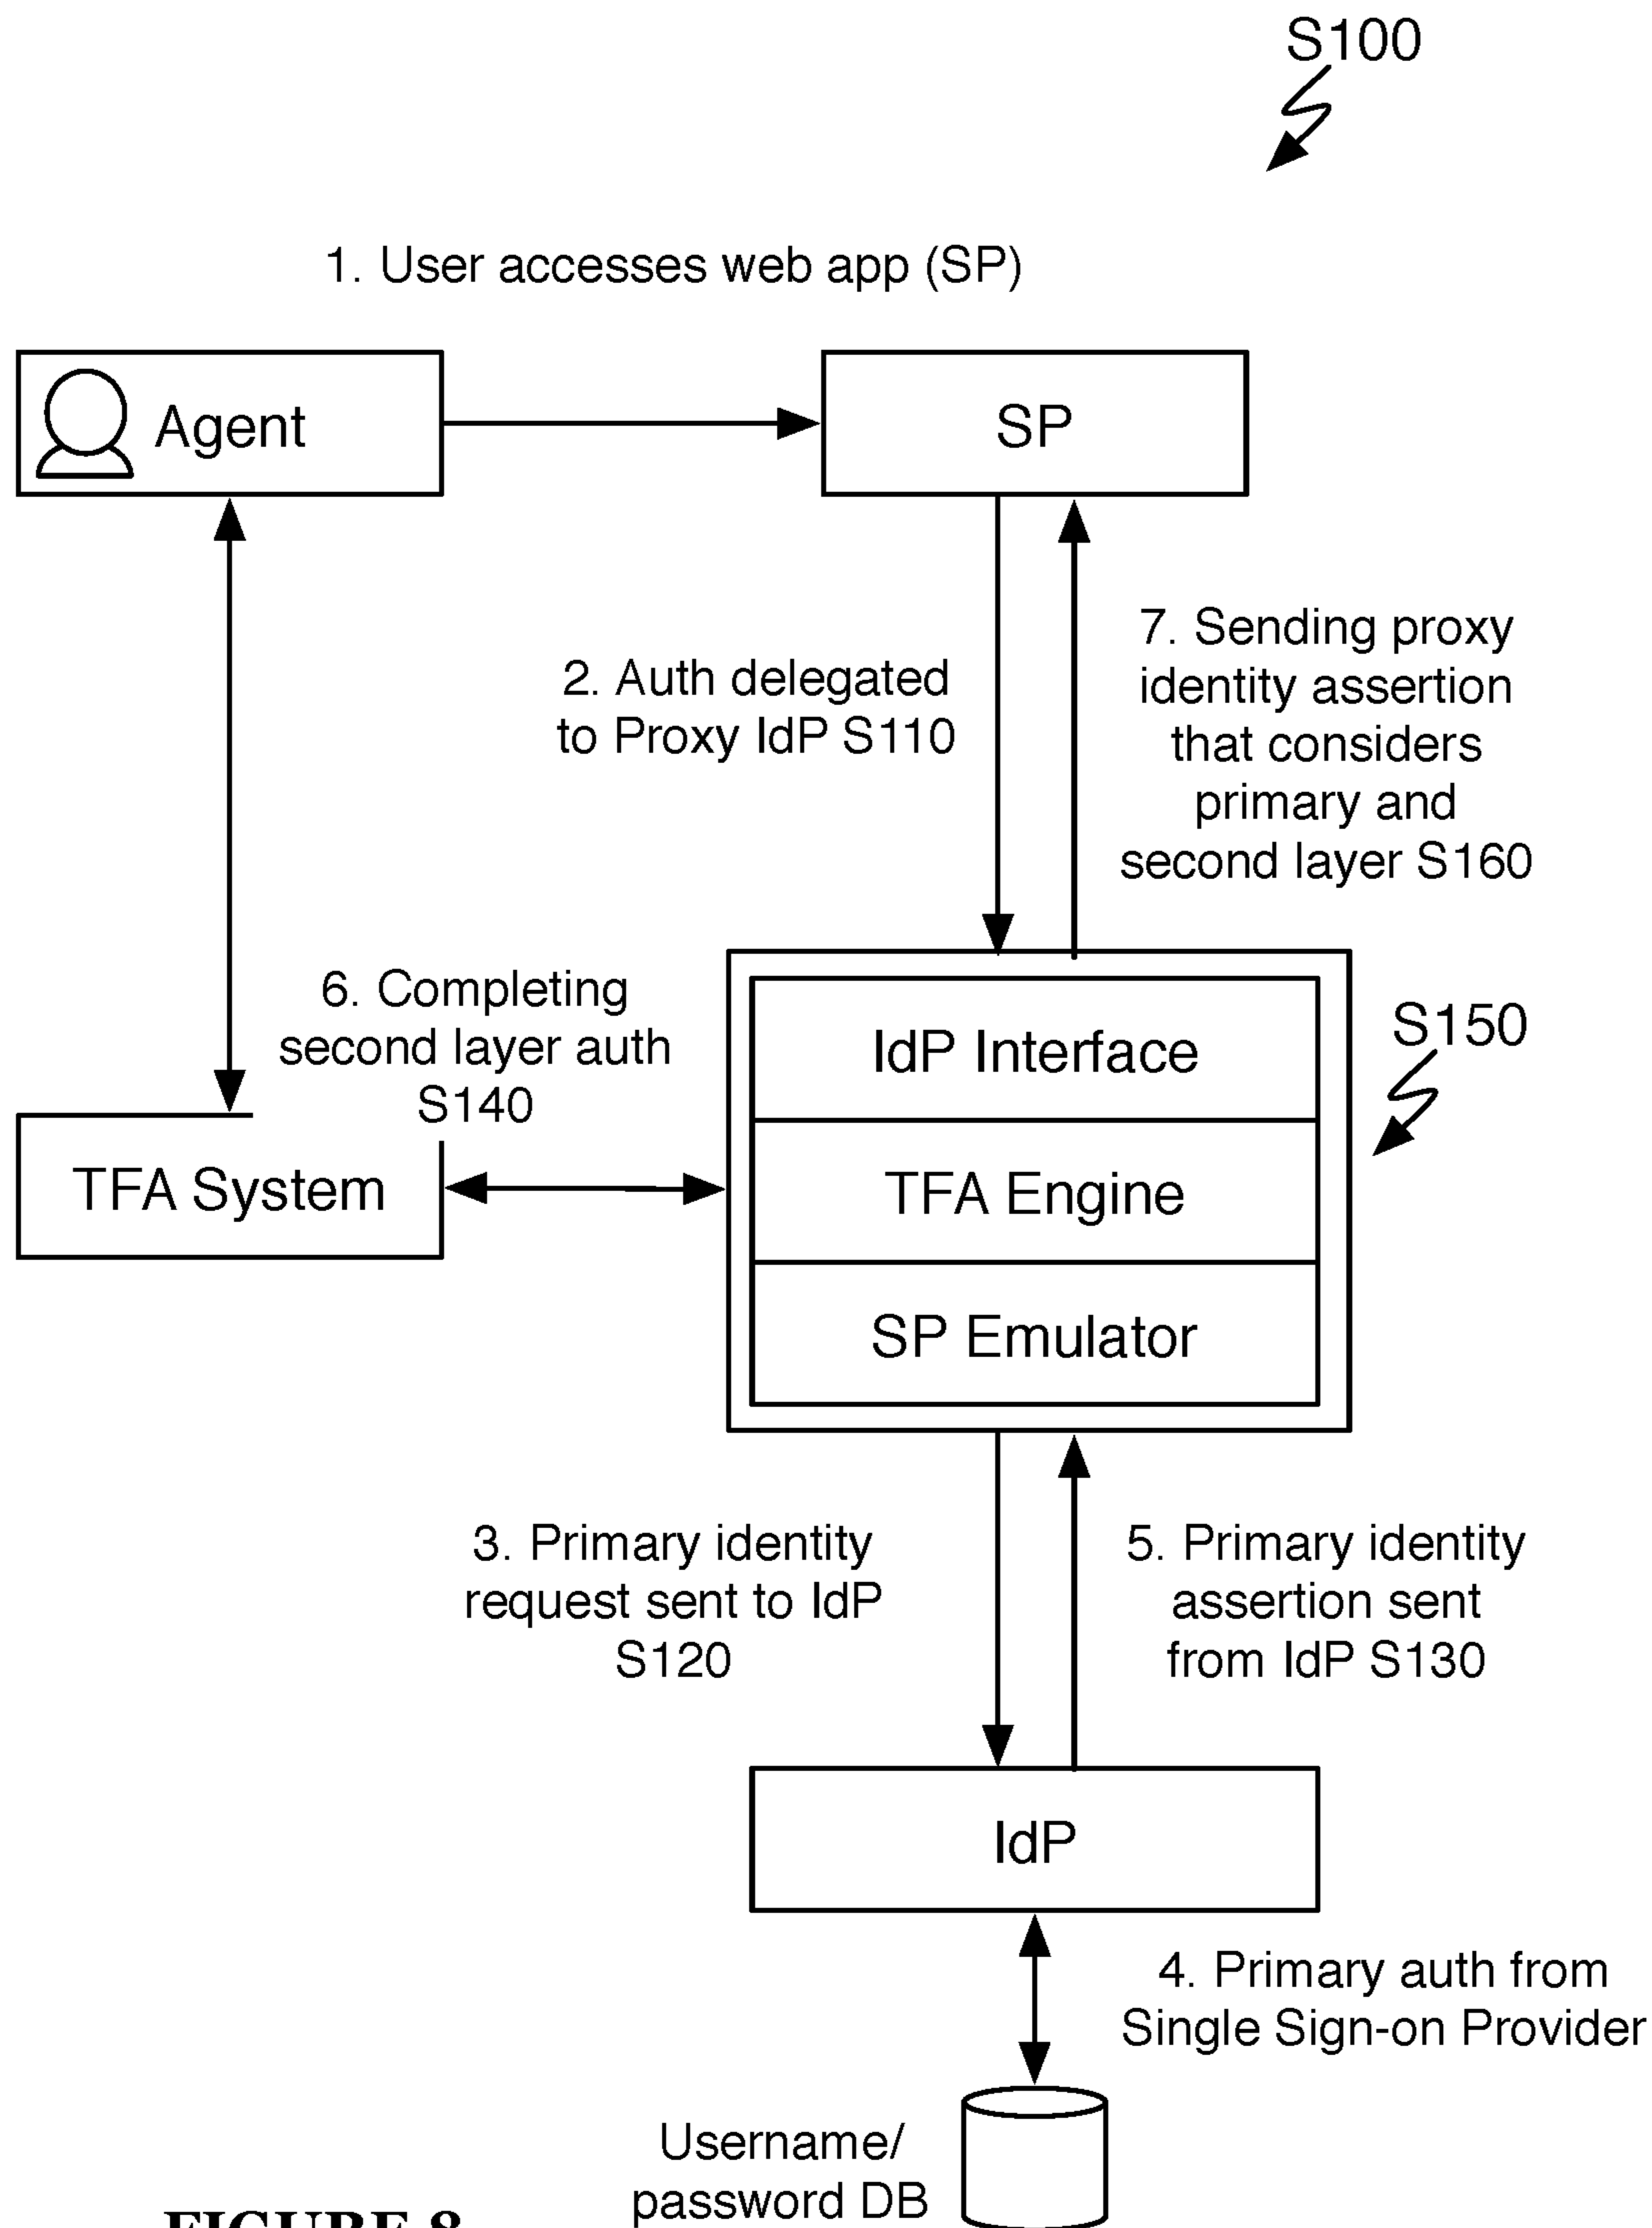 S100
1. User accesses web app (SP)
Agent
SP
2. Auth delegated
to Proxy IdP S110
7. Sending proxy
identity assertion
that considers
primary and
second layer S160
6. Completing
second layer auth
S140
TFA System
IdP Interface
TFA Engine
SP Emulator
S150
3. Primary identity
request sent to IdP
S120
5. Primary identity
assertion sent
from IdP S130
IdP
4. Primary auth from
Single Sign-on Provider
Username/
password DB
FIGURE 8